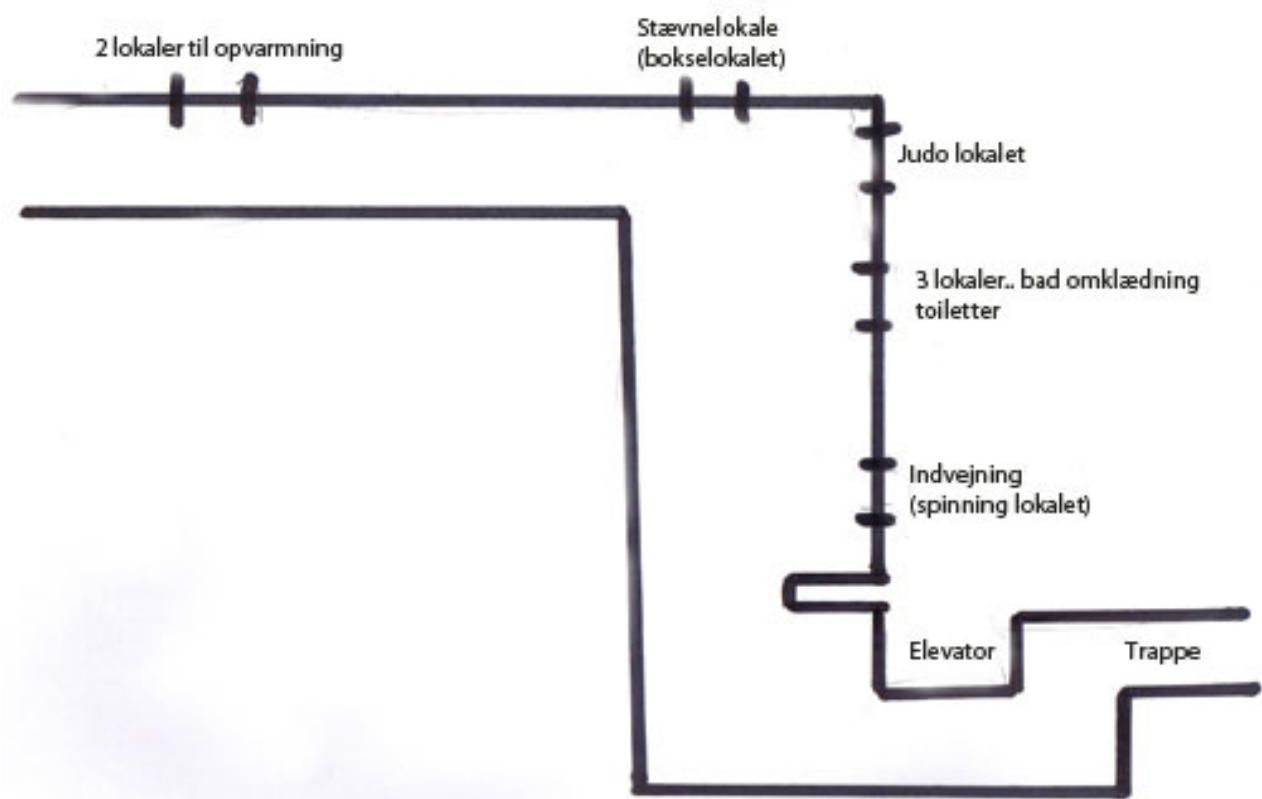 2 lokaler til opvarmning
Stævnelokale
(bokselokalet)
Judo lokalet
3 lokaler.. bad omklædning
toiletter
Indvejning
(spinning lokalet)
Elevator
Trappe